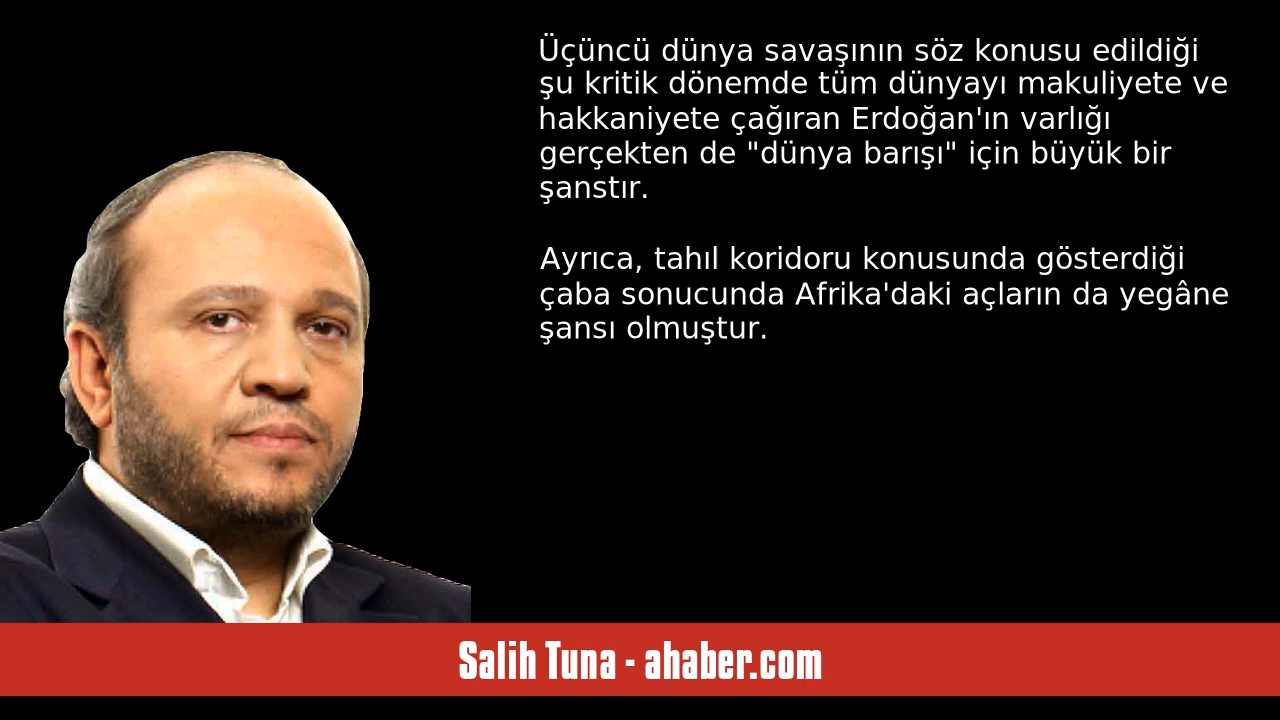 Üçüncü dünya savaşının söz konusu edildiği
şu kritik dönemde tüm dünyayı makuliyete ve
hakkaniyete çağıran Erdoğan'ın varlığı
gerçekten de "dünya barışı" için büyük bir
şanstır.
Ayrıca, tahıl koridoru konusunda gösterdiği
çaba sonucunda Afrika'daki açların da yegâne
şansı olmuştur.
Salih Tuna - ahaber.com